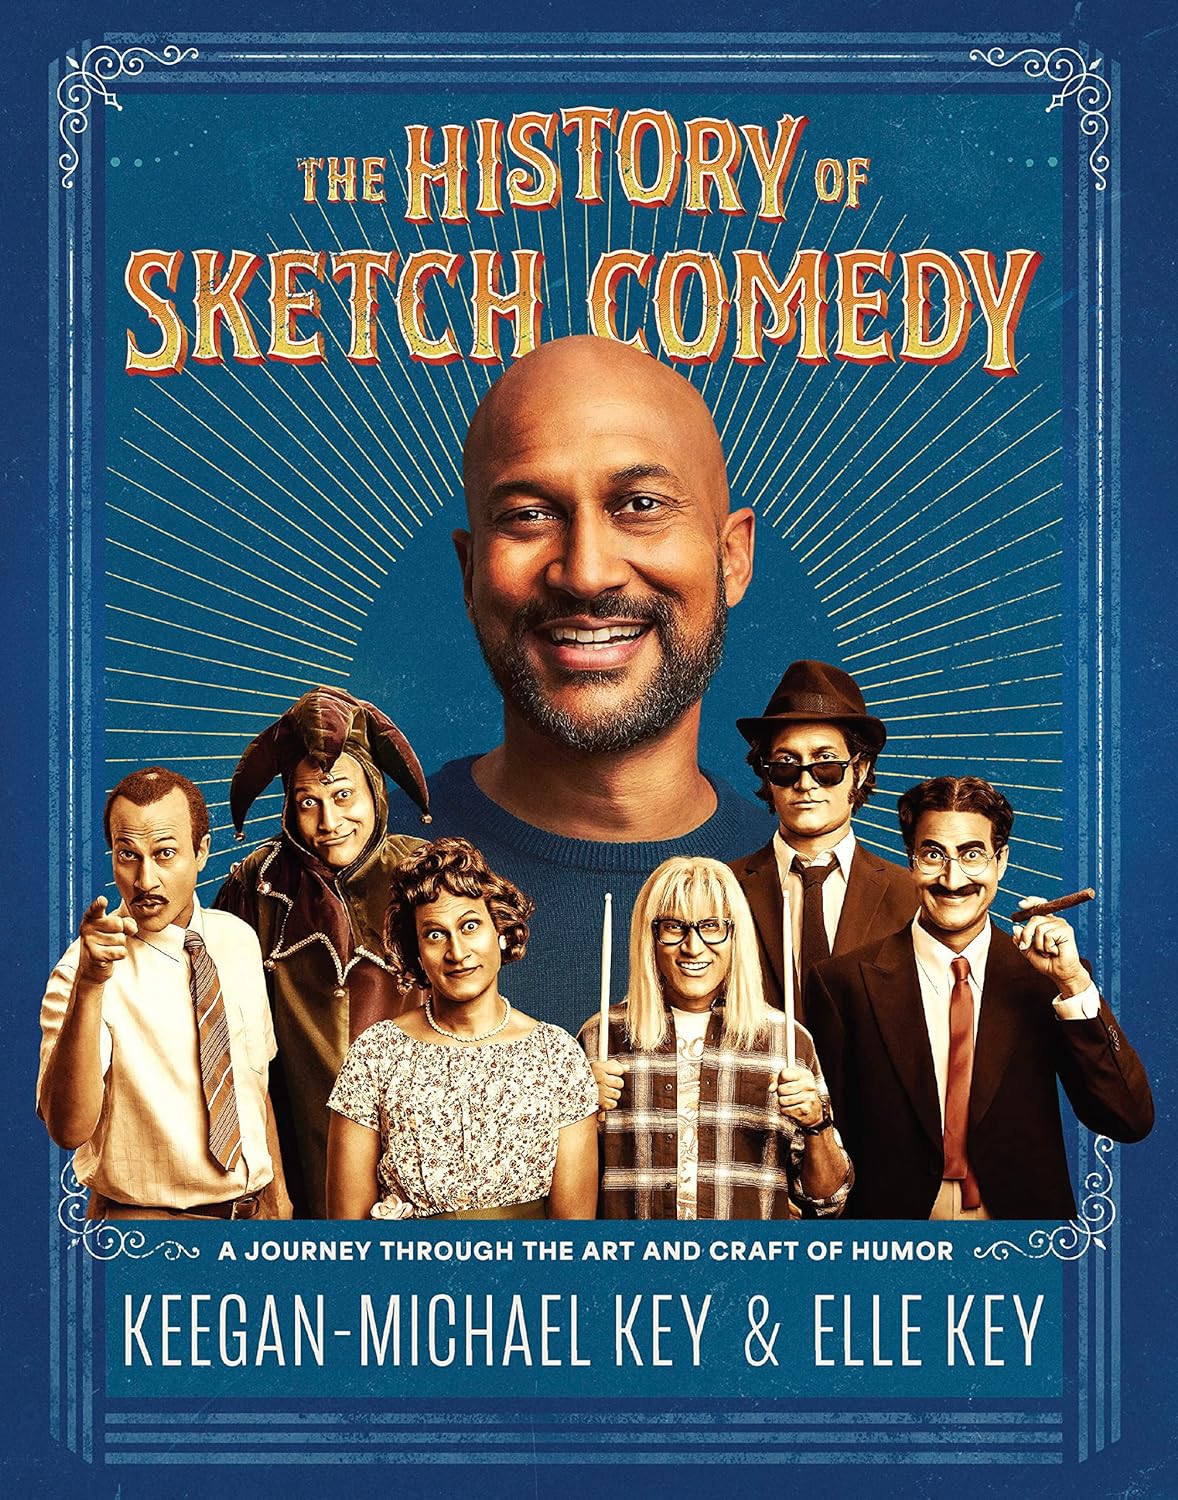 THE HISTORY OF
SKETCH COMEDY
A JOURNEY THROUGH THE ART AND CRAFT OF HUMOR
KEEGAN-MICHAEL KEY & ELLE KEY